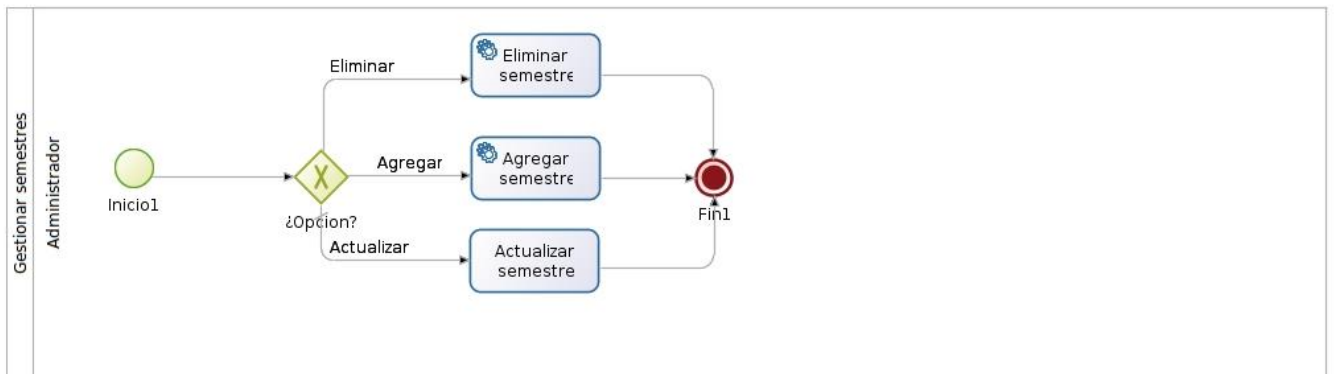 Gestionar semestres
Administrador
Inicio1
¿Opcion?
Eliminar
Agregar
Actualizar
Eliminar
semestre
Agregar
semestre
Actualizar
semestre
Fin1